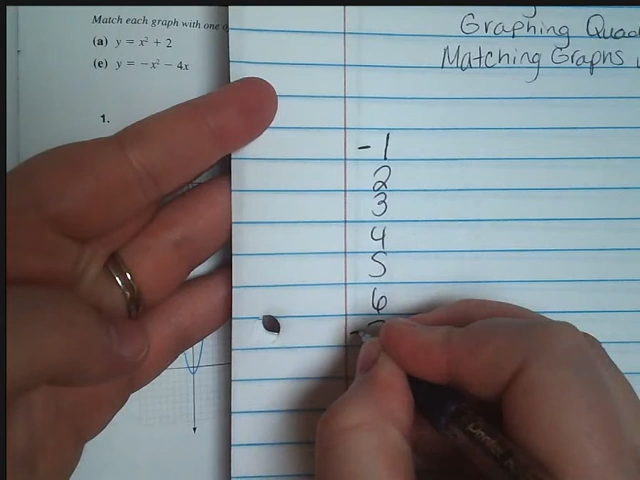 Match each graph with one
(a) y = x² + 2
(e) y = −x² − 4x
1.
Graphing Quad
Matching Graphs
-1
2
3
4
5
6